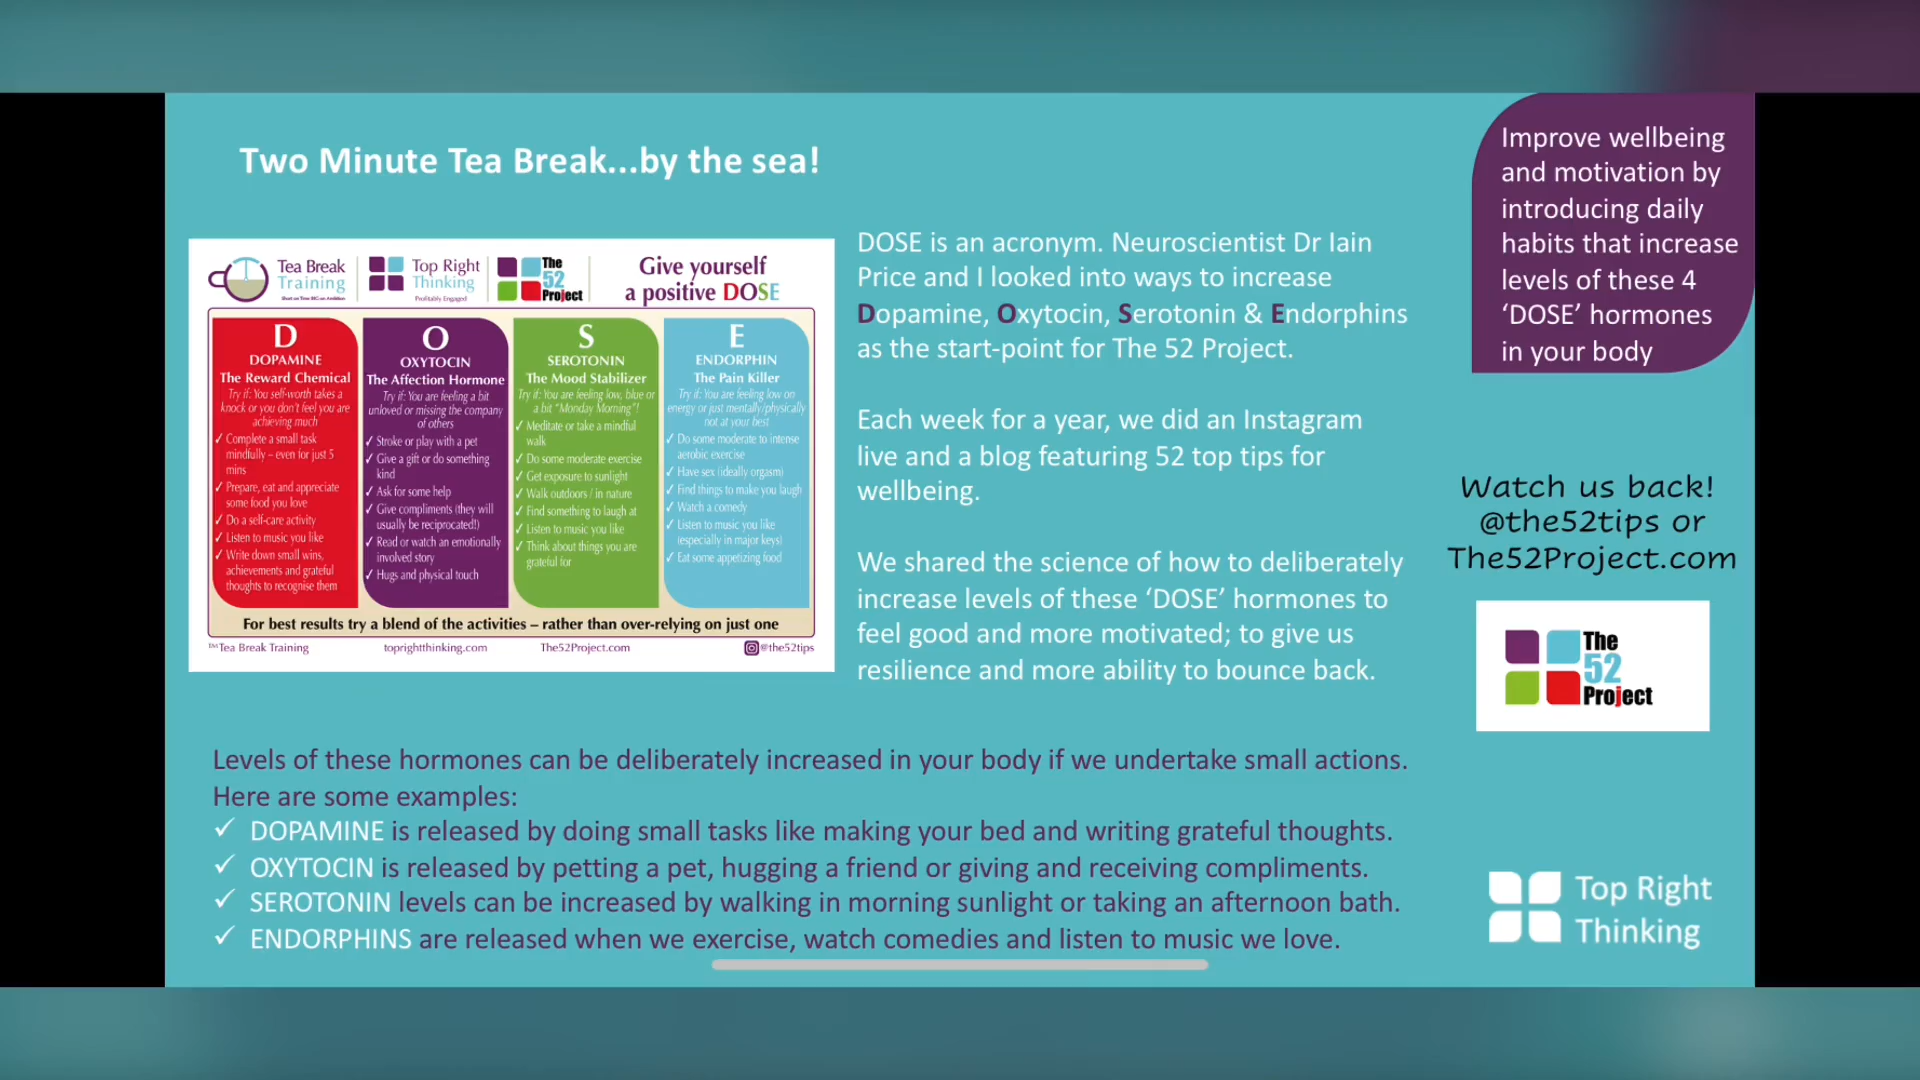 Two Minute Tea Break...by the sea!
Improve wellbeing
and motivation by
introducing daily
habits that increase
levels of these 4
‘DOSE’ hormones
in your body
Tea Break
Training
Short on Time BIG on Ambition
Top Right
Thinking
Profitably Engaged
The
52
Project
Give yourself
a positive DOSE
D
DOPAMINE
The Reward Chemical
Try if: You self-worth takes a
knock or you don't feel you are
achieving much
✓ Complete a small task
mindfully – even for just 5
mins
✓ Prepare, eat and appreciate
some food you love
✓ Do a self-care activity
✓ Listen to music you like
✓ Write down small wins,
achievements and grateful
thoughts to recognise them
O
OXYTOCIN
The Affection Hormone
Try if: You are feeling a bit
unloved or missing the company
of others
✓ Stroke or play with a pet
✓ Give a gift or do something
kind
✓ Ask for some help
✓ Give compliments (they will
usually be reciprocated!)
✓ Read or watch an emotionally
involved story
✓ Hugs and physical touch
S
SEROTONIN
The Mood Stabilizer
Try if: You are feeling low, blue or
a bit "Monday Morning"!
✓ Meditate or take a mindful
walk
✓ Do some moderate exercise
✓ Get exposure to sunlight
✓ Walk outdoors / in nature
✓ Find something to laugh at
✓ Listen to music you like
✓ Think about things you are
grateful for
E
ENDORPHIN
The Pain Killer
Try if: You are feeling low on
energy or just mentally/physically
not at your best
✓ Do some moderate to intense
aerobic exercise
✓ Have sex (ideally orgasm)
✓ Find things to make you laugh
✓ Watch a comedy
✓ Listen to music you like
(especially in major keys)
✓ Eat some appetizing food
For best results try a blend of the activities – rather than over-relying on just one
™Tea Break Training
toprightthinking.com
The52Project.com
@the52tips
DOSE is an acronym. Neuroscientist Dr Iain
Price and I looked into ways to increase
Dopamine, Oxytocin, Serotonin & Endorphins
as the start-point for The 52 Project.
Each week for a year, we did an Instagram
live and a blog featuring 52 top tips for
wellbeing.
We shared the science of how to deliberately
increase levels of these ‘DOSE’ hormones to
feel good and more motivated; to give us
resilience and more ability to bounce back.
Watch us back!
@the52tips or
The52Project.com
The
52
Project
Levels of these hormones can be deliberately increased in your body if we undertake small actions.
Here are some examples:
✓ DOPAMINE is released by doing small tasks like making your bed and writing grateful thoughts.
✓ OXYTOCIN is released by petting a pet, hugging a friend or giving and receiving compliments.
✓ SEROTONIN levels can be increased by walking in morning sunlight or taking an afternoon bath.
✓ ENDORPHINS are released when we exercise, watch comedies and listen to music we love.
Top Right
Thinking